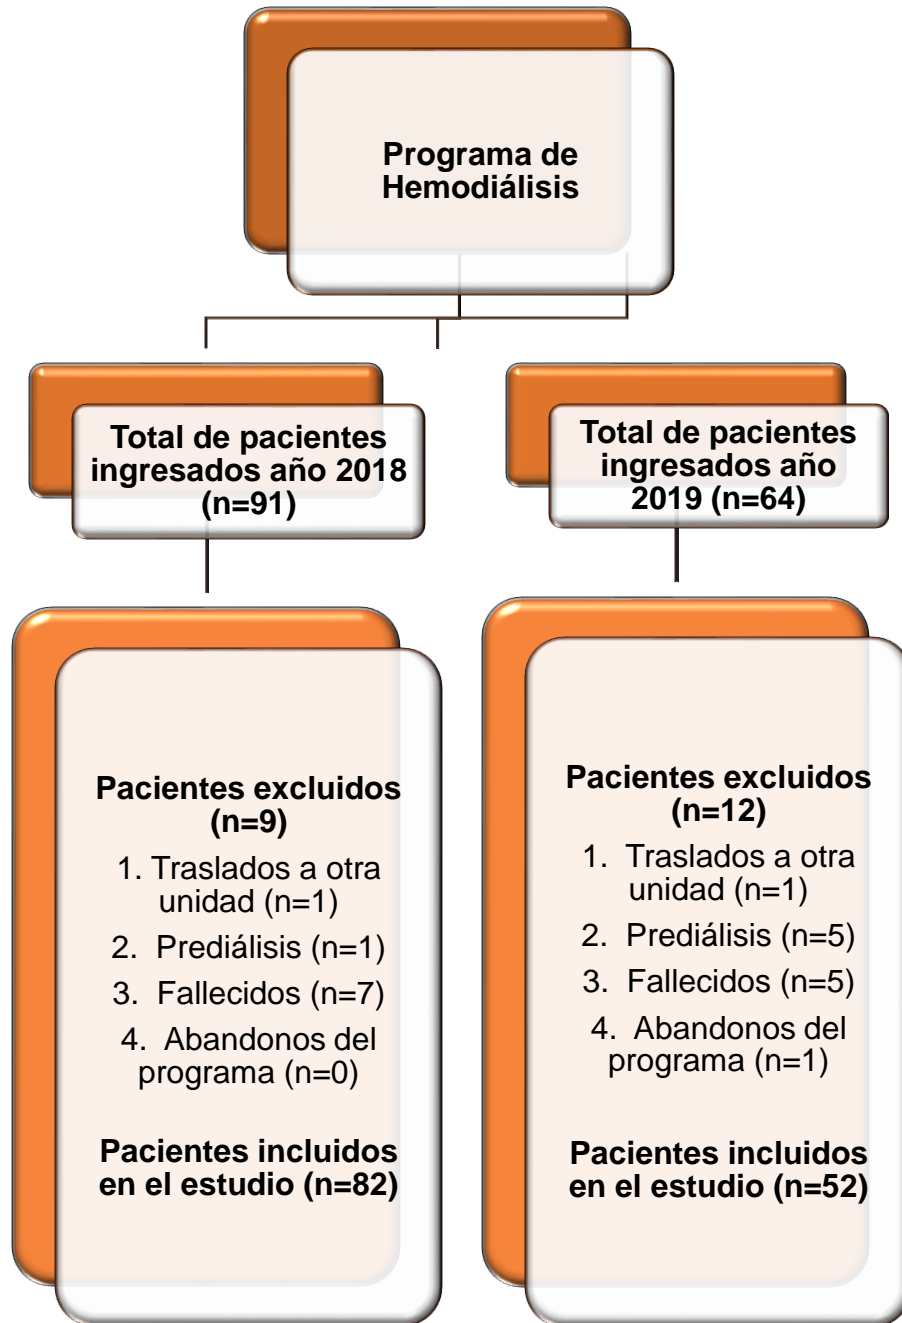 Programa de
Hemodiálisis
Total de pacientes
ingresados año 2018
(n=91)
Total de pacientes
ingresados año
2019 (n=64)
Pacientes excluidos
(n=9)
1. Traslados a otra
unidad (n=1)
2. Prediálisis (n=1)
3. Fallecidos (n=7)
4. Abandonos del
programa (n=0)
Pacientes incluidos
en el estudio (n=82)
Pacientes excluidos
(n=12)
1. Traslados a otra
unidad (n=1)
2. Prediálisis (n=5)
3. Fallecidos (n=5)
4. Abandonos del
programa (n=1)
Pacientes incluidos
en el estudio (n=52)